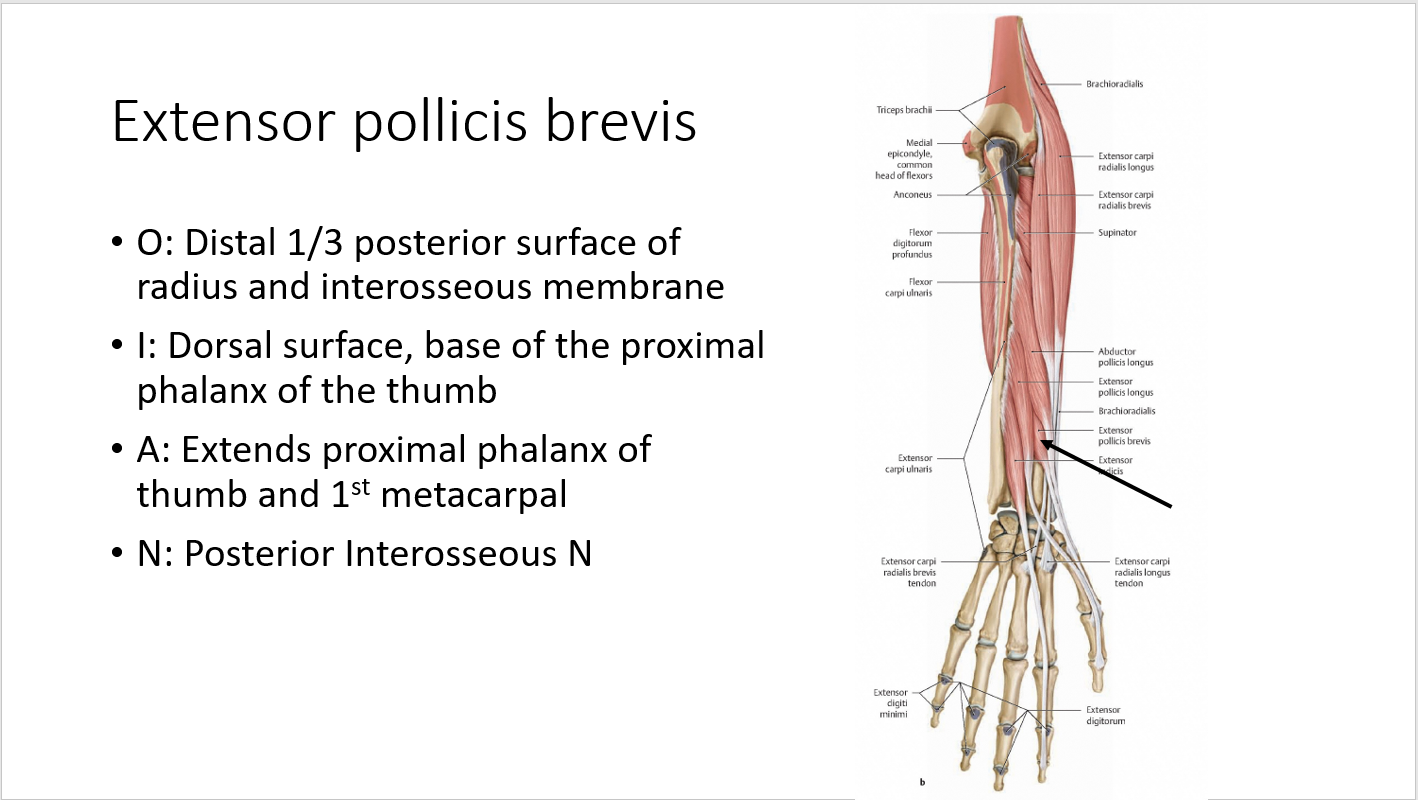 Extensor pollicis brevis
• O: Distal 1/3 posterior surface of
radius and interosseous membrane
• I: Dorsal surface, base of the proximal
phalanx of the thumb
• A: Extends proximal phalanx of
thumb and 1st metacarpal
• N: Posterior Interosseous N
Triceps brachii
Medial
epicondyle,
common
head of flexors
Anconeus
Flexor
digitorum
profundus
Flexor
carpi ulnaris
Extensor
carpi ulnaris
Extensor carpi
radialis brevis
tendon
Extensor
digiti
minimi
Brachioradialis
Extensor carpi
radialis longus
Extensor carpi
radialis brevis
Supinator
Abductor
pollicis longus
Extensor
pollicis longus
Brachioradialis
Extensor
pollicis brevis
Extensor
Extensor carpi
radialis longus
tendon
Extensor
digitorum
b